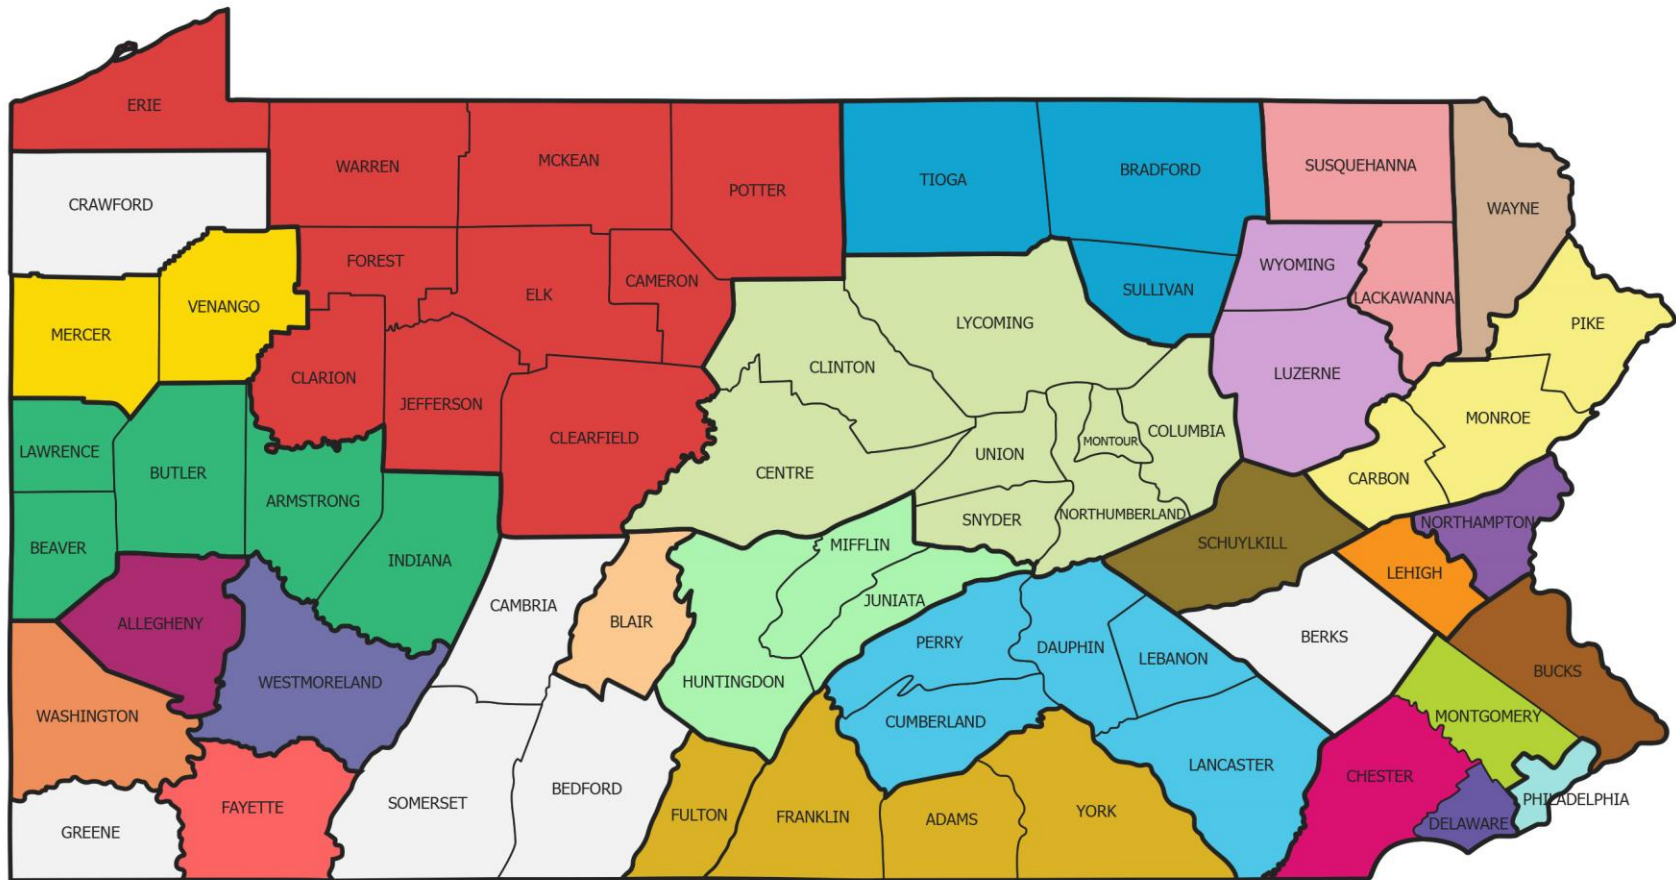 ERIE
WARREN
MCKEAN
POTTER
TIOGA
BRADFORD
SUSQUEHANNA
WAYNE
CRAWFORD
FOREST
ELK
CAMERON
SULLIVAN
WYOMING
LACKAWANNA
PIKE
MERCER
VENANGO
LYCOMING
CLINTON
CLARION
JEFFERSON
CLEARFIELD
LUZERNE
MONROE
LAWRENCE
BUTLER
ARMSTRONG
CENTRE
UNION
MONTOUR
COLUMBIA
CARBON
BEAVER
INDIANA
SNYDER
NORTHUMBERLAND
SCHUYLKILL
NORTHAMPTON
LEHIGH
MIFFLIN
JUNIATA
CAMBRIA
BLAIR
ALLEGHENY
PERRY
DAUPHIN
LEBANON
BERKS
BUCKS
WESTMORELAND
HUNTINGDON
WASHINGTON
CUMBERLAND
MONTGOMERY
LANCASTER
CHESTER
GREENE
FAYETTE
SOMERSET
BEDFORD
FULTON
FRANKLIN
ADAMS
YORK
PHILADELPHIA
DELAWARE